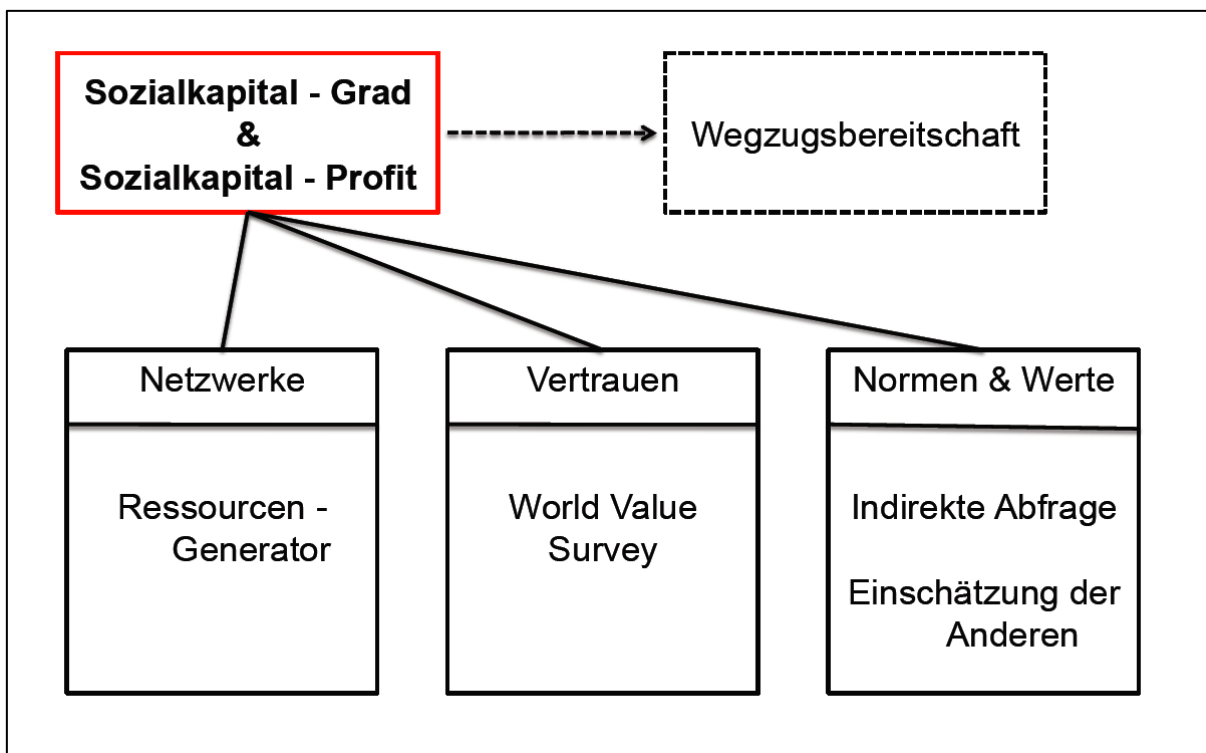 Sozialkapital - Grad
&
Sozialkapital - Profit
Wegzugsbereitschaft
Netzwerke
Ressourcen -
Generator
Vertrauen
World Value
Survey
Normen & Werte
Indirekte Abfrage
Einschätzung der
Anderen